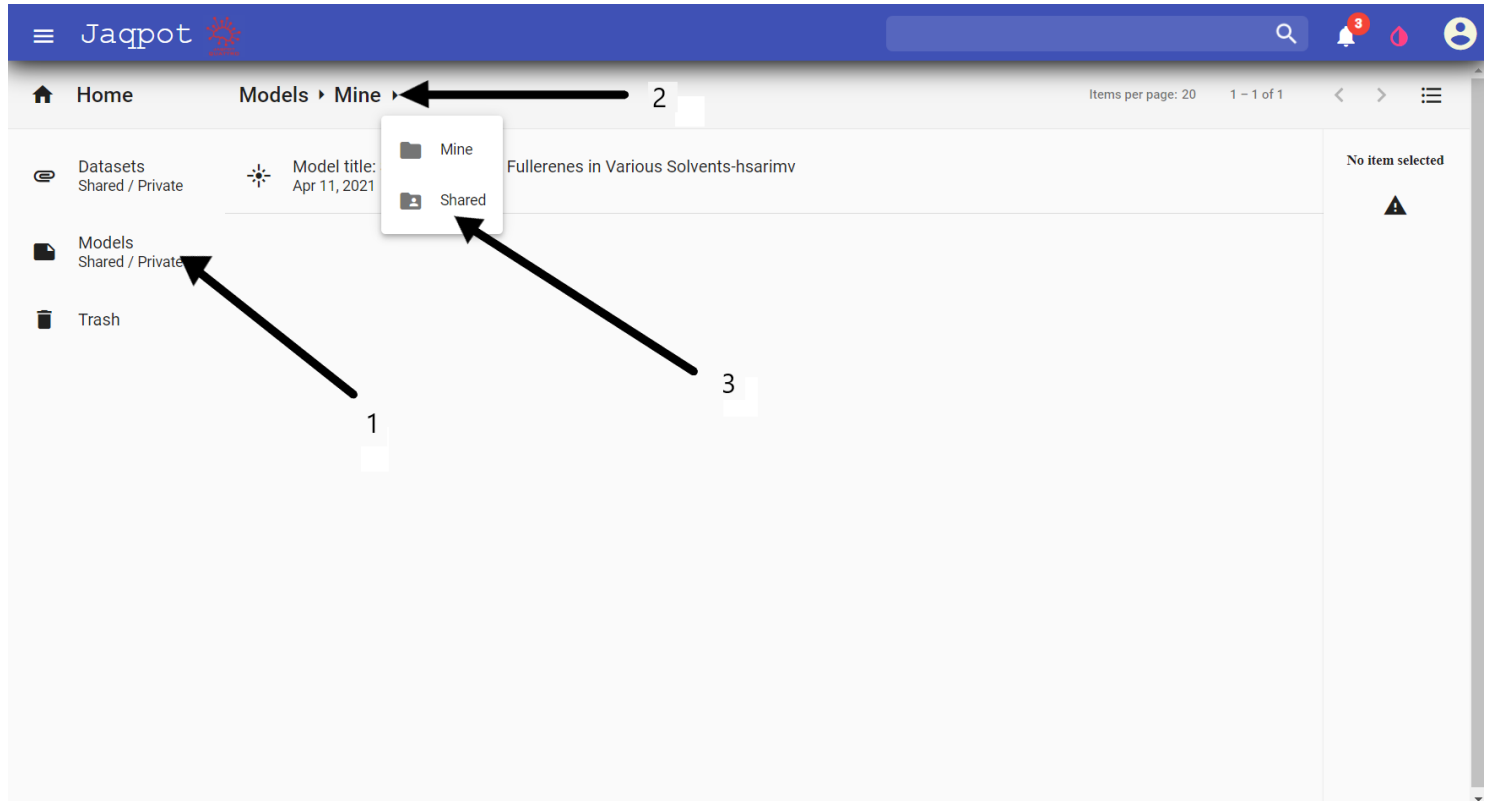 Jaqpot
3
Home
Models Mine
2
Items per page: 20
1 – 1 of 1
Datasets
Shared / Private
Model title: Fullerenes in Various Solvents-hsarimv
Apr 11, 2021
Mine
Shared
No item selected
Models
Shared / Private
Trash
3
1